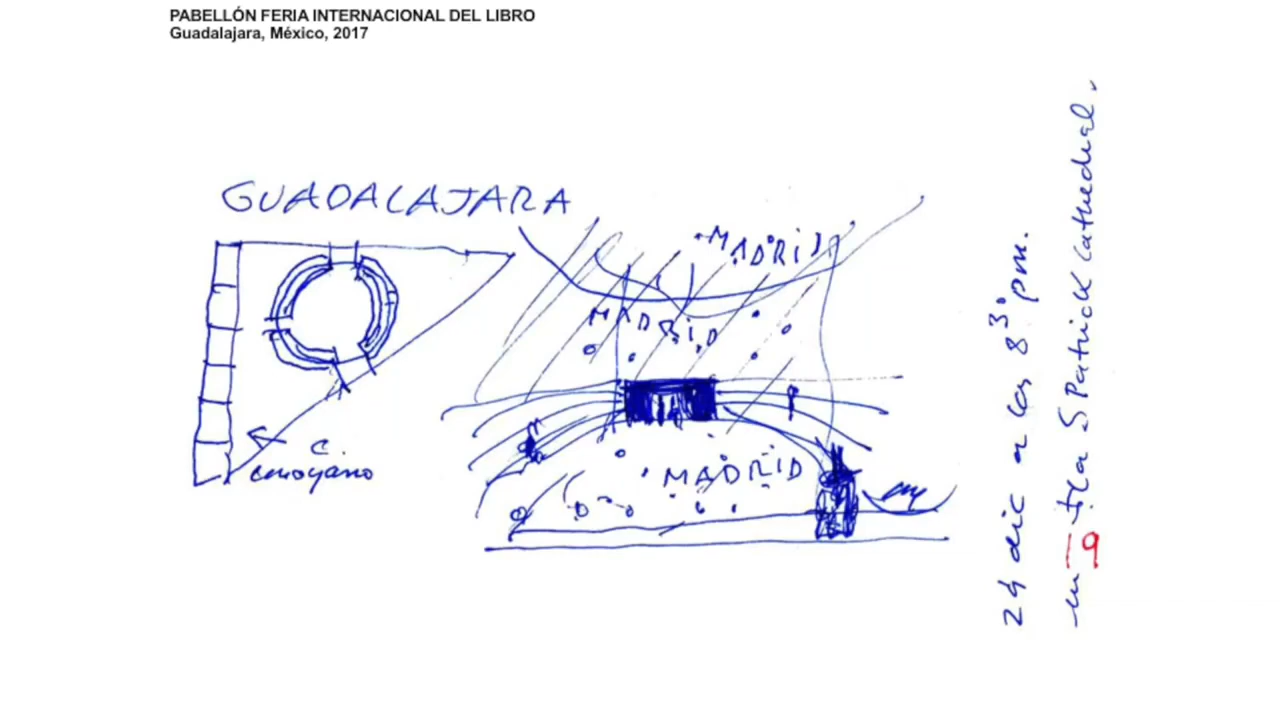 PABELLÓN FERIA INTERNACIONAL DEL LIBRO
Guadalajara, México, 2017
GUADALAJARA
MADRID
MADRID
MADRID
C.
24 dic a las 8³⁰ pm.
en S Patrick Cathedral.